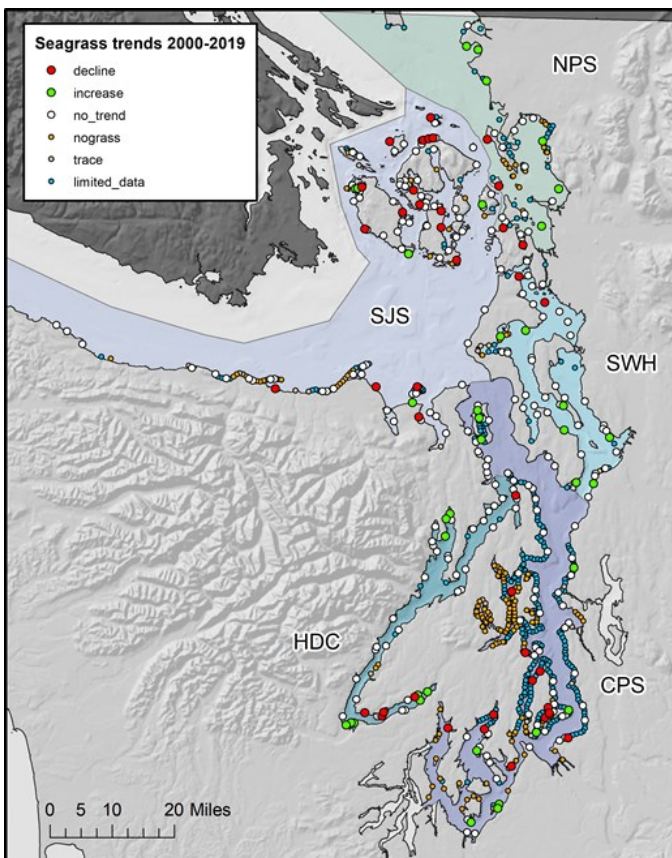 Seagrass trends 2000-2019
decline
increase
no_trend
nograss
trace
limited_data
NPS
SJS
SWH
HDC
CPS
0 5 10 20 Miles